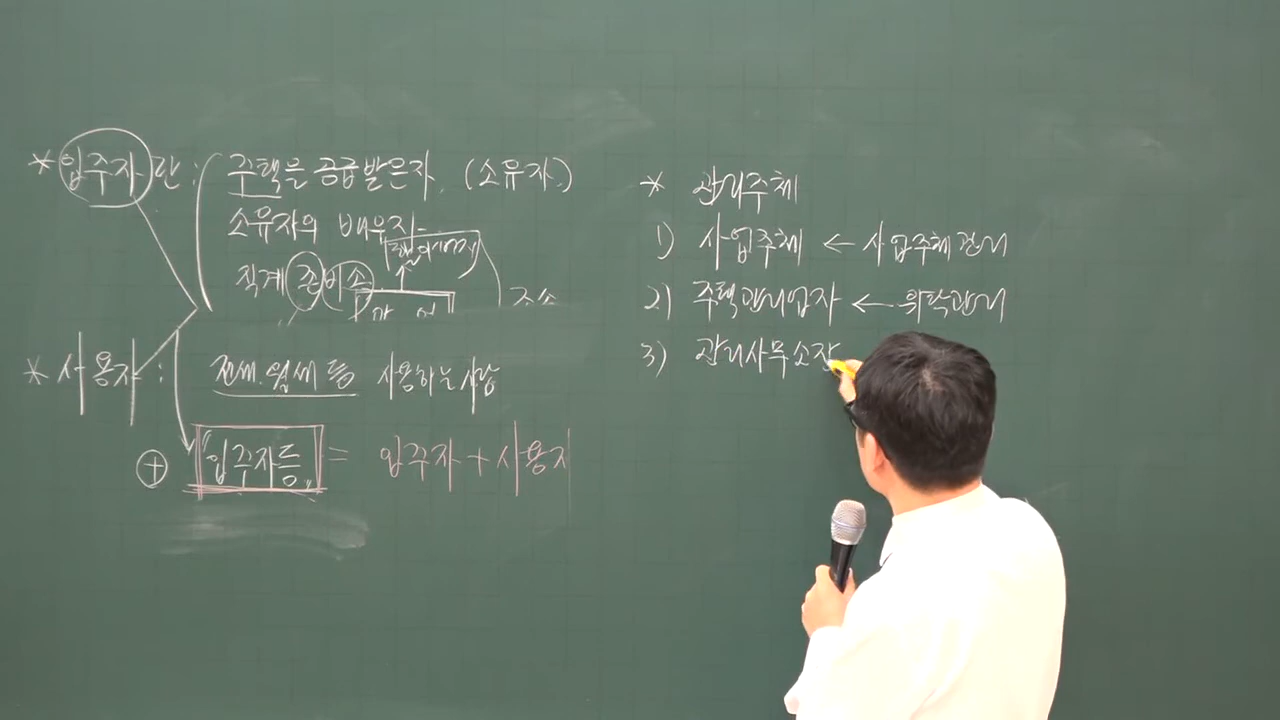 * 입주자란 : 주택을 공급받은자. (소유자.)
소유자의 배우자
직계 존비속
* 사용자 : 전세.월세 등 사용하는 사람
+ "입주자등" = 입주자 + 사용자
* 관리주체
1) 사업주체 ← 사업주체관리
2) 주택관리업자 ← 위탁관리
3) 관리사무소장